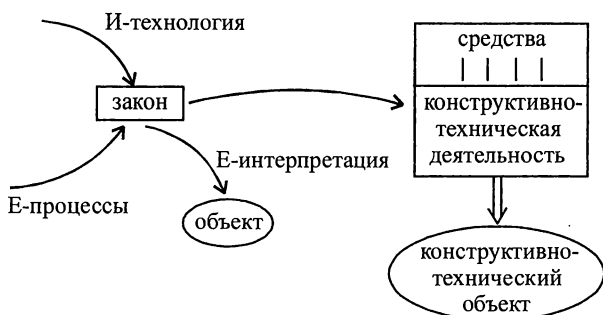 И-технология
средства
закон
конструктивно-
техническая
деятельность
Е-интерпретация
Е-процессы
объект
конструктивно-
технический
объект